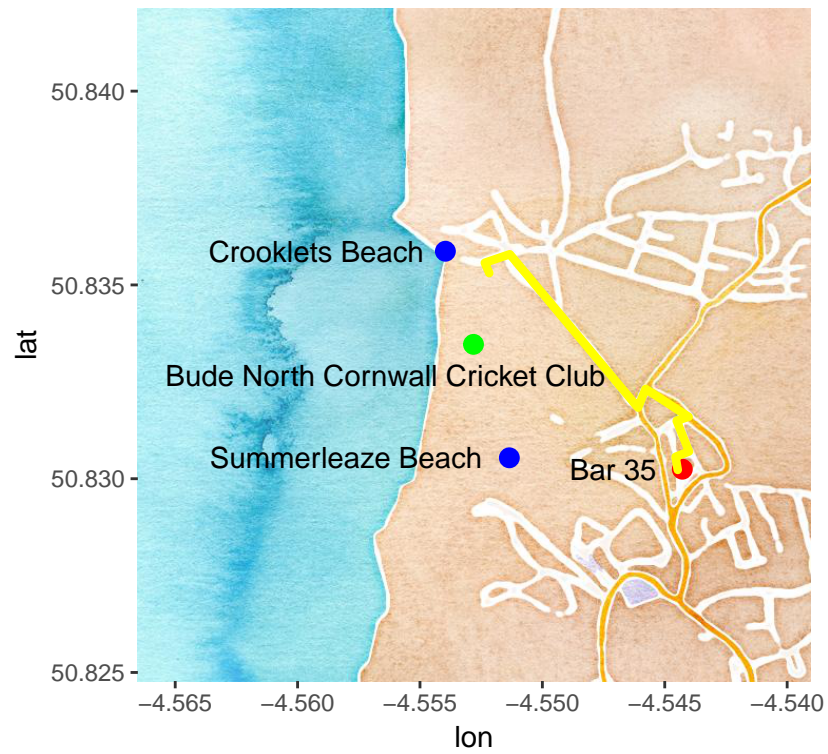 50.840
50.835
50.830
50.825
lat
Crooklets Beach
Bude North Cornwall Cricket Club
Summerleaze Beach
Bar 35
−4.565
−4.560
−4.555
−4.550
−4.545
−4.540
lon